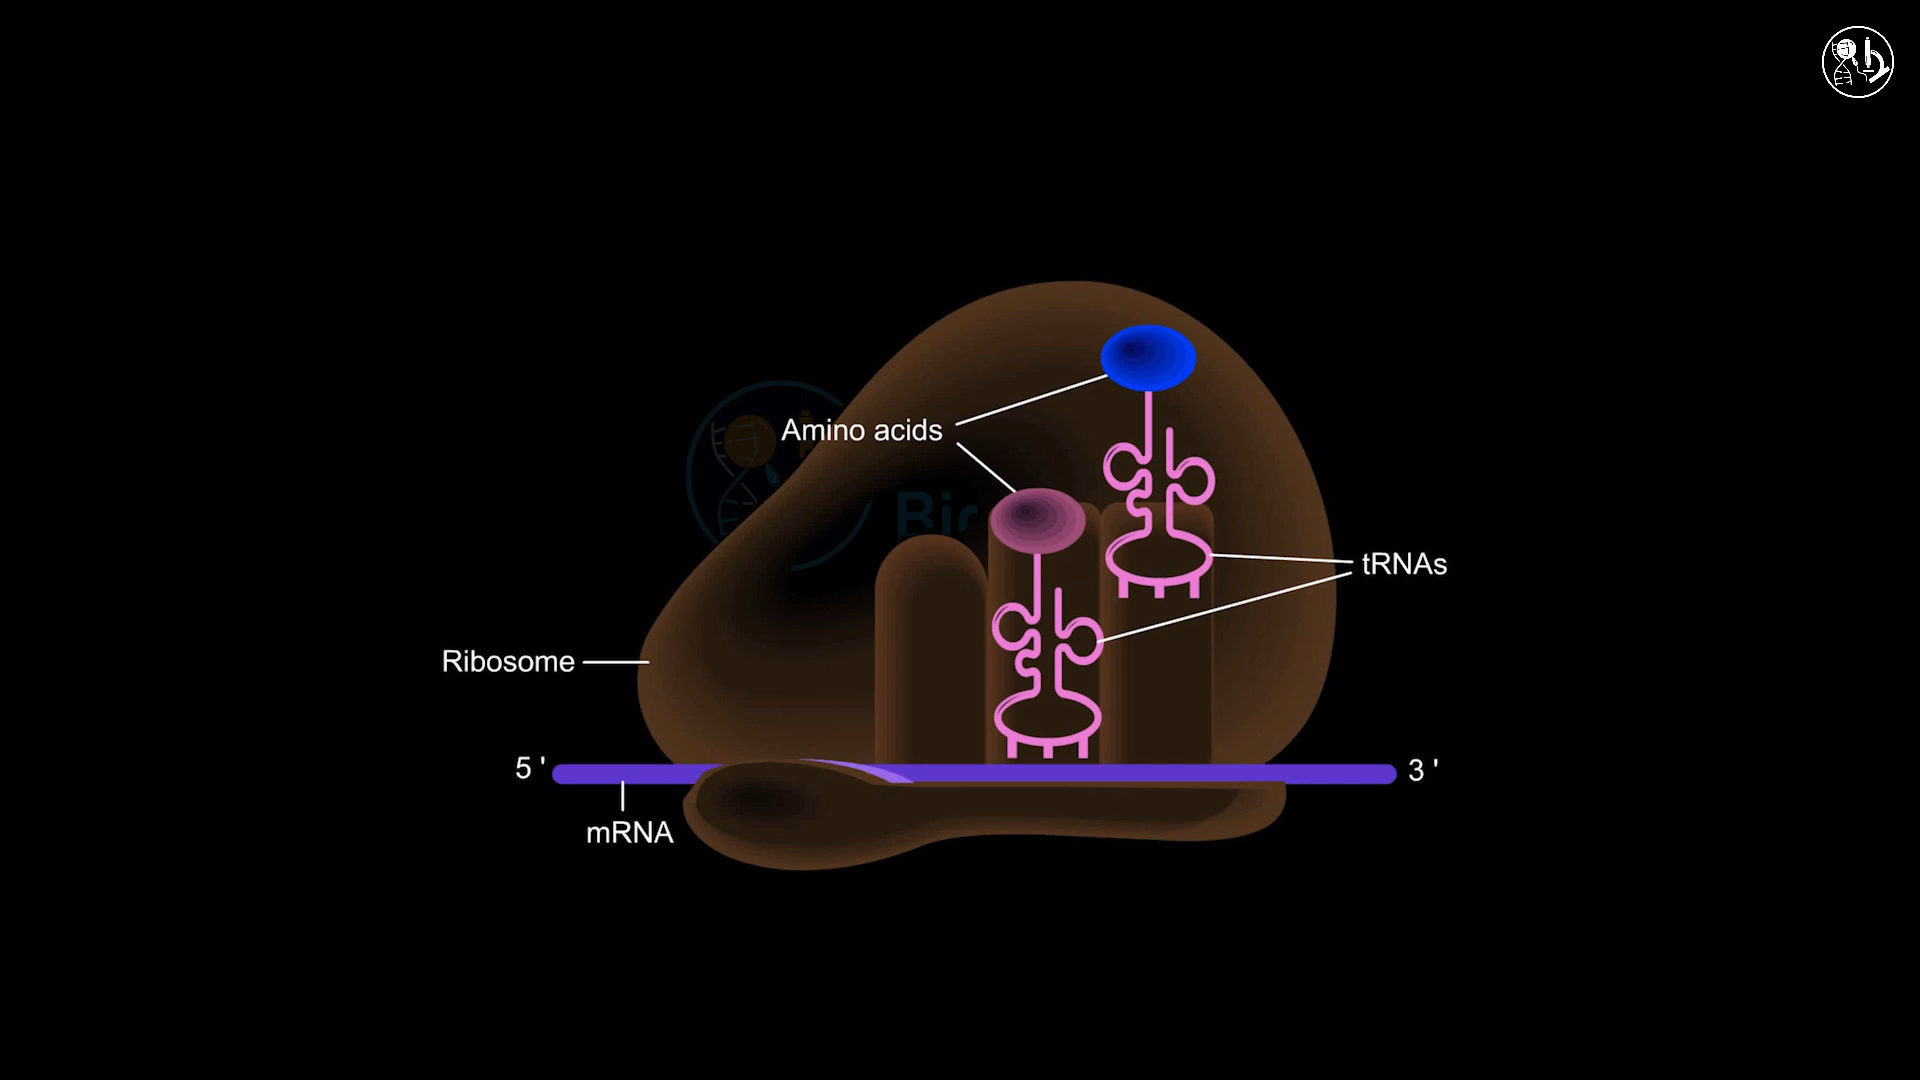 Amino acids
tRNAs
Ribosome
5 '
3 '
mRNA